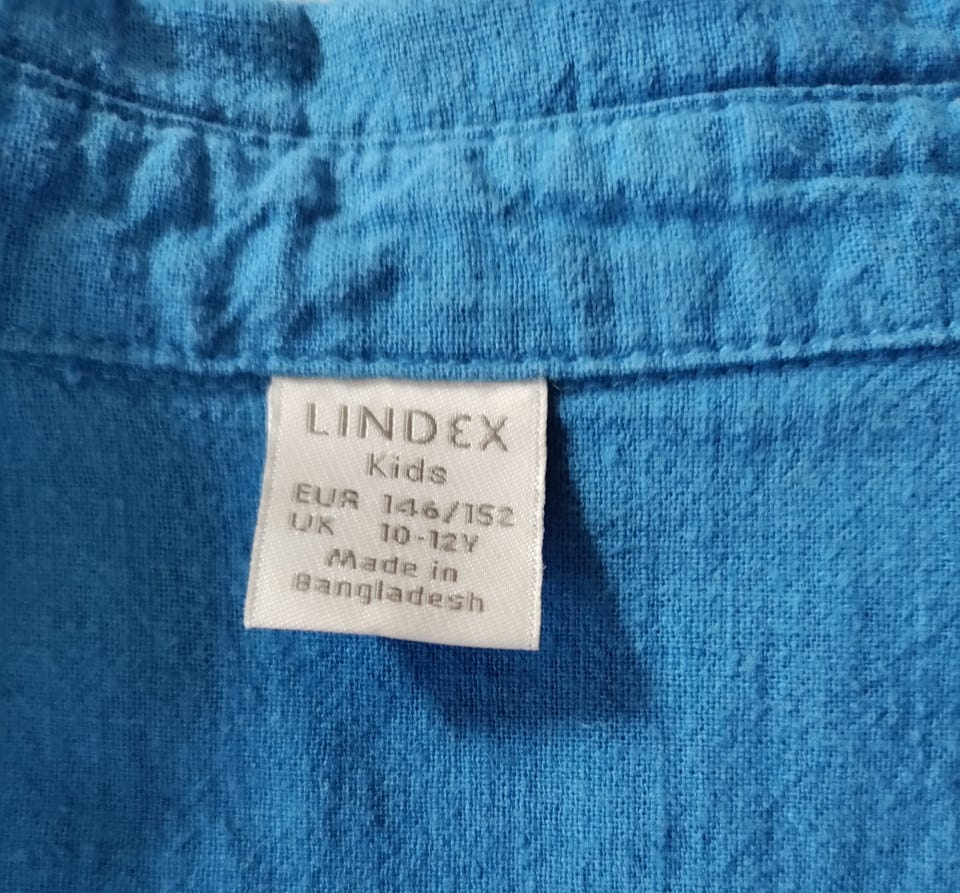 LINDEX
Kids
EUR 146/152
UK 10-12Y
Made in
Bangladesh